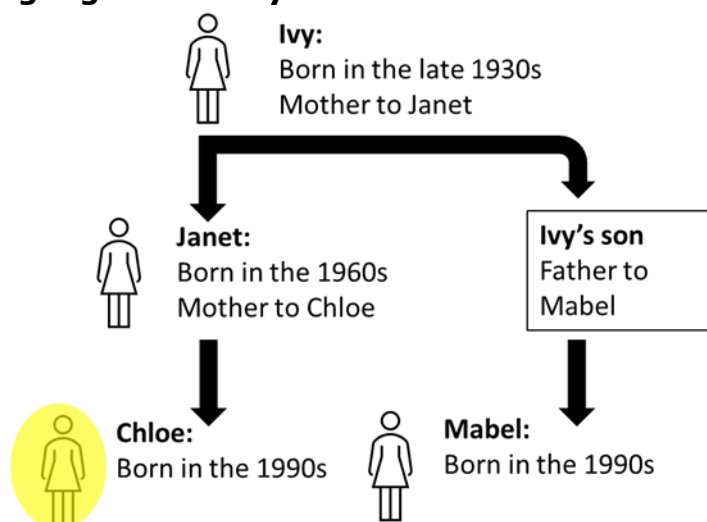 Ivy:
Born in the late 1930s
Mother to Janet
Janet:
Born in the 1960s
Mother to Chloe
Ivy's son
Father to
Mabel
Chloe:
Born in the 1990s
Mabel:
Born in the 1990s